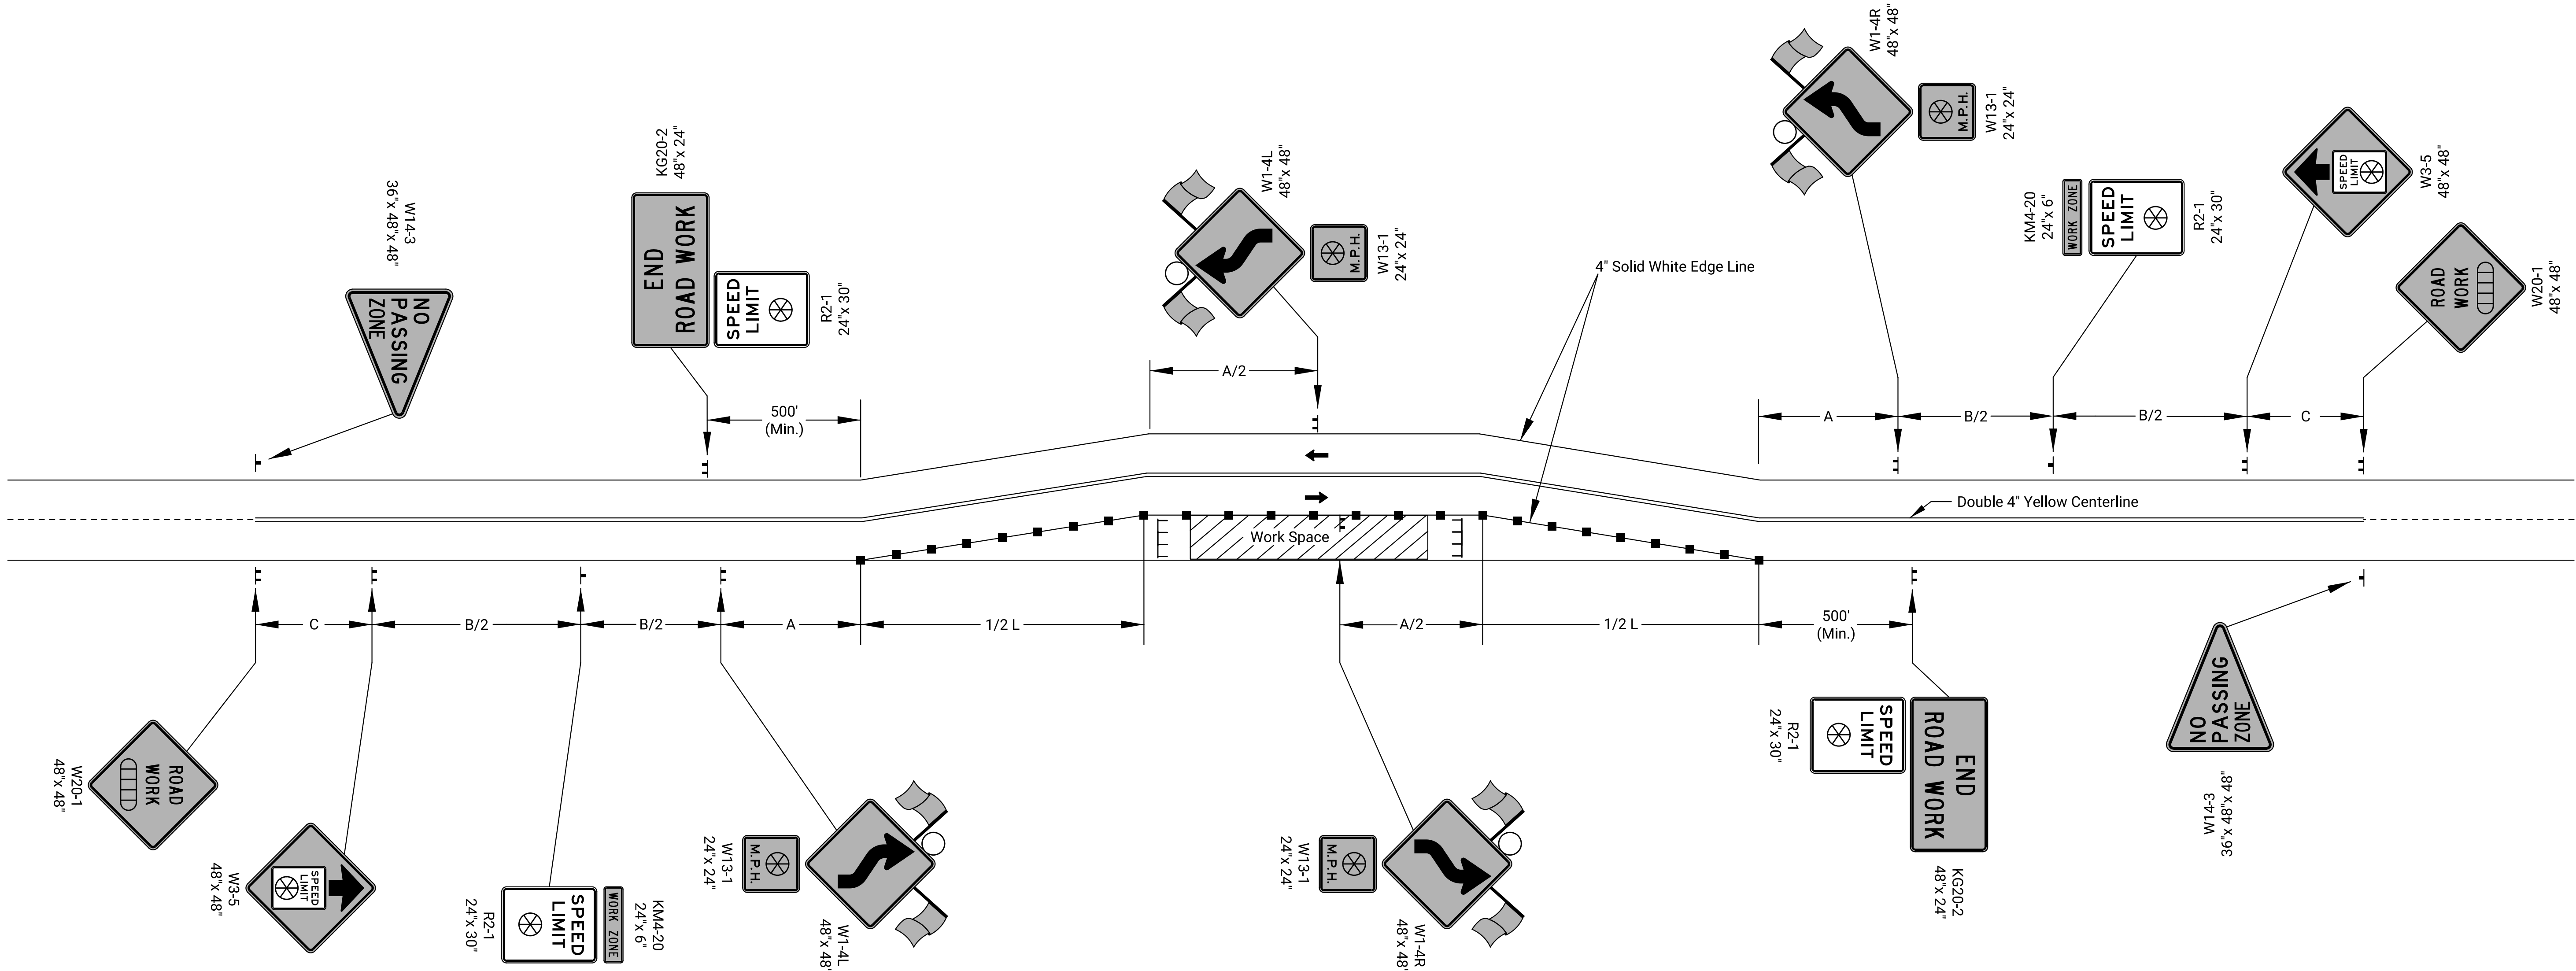 W1-4R
48"x 48"
W13-1
24"x 24"
M.P.H.
W3-5
48"x 48"
SPEED
LIMIT
KM4-20
24"x 6"
WORK ZONE
SPEED
LIMIT
R2-1
24"x 30"
ROAD
WORK
W20-1
48"x 48"
KG20-2
48"x 24"
END
ROAD WORK
SPEED
LIMIT
R2-1
24"x 30"
W14-3
36"x 48"x 48"
NO
PASSING
ZONE
W1-4L
48"x 48"
W13-1
24"x 24"
M.P.H.
4" Solid White Edge Line
A/2
500'
(Min.)
A
B/2
B/2
C
Double 4" Yellow Centerline
Work Space
C
B/2
B/2
A
1/2 L
A/2
1/2 L
500'
(Min.)
ROAD
WORK
W20-1
48"x 48"
SPEED
LIMIT
W3-5
48"x 48"
SPEED
LIMIT
R2-1
24"x 30"
WORK ZONE
KM4-20
24"x 6"
M.P.H.
W13-1
24"x 24"
W1-4L
48"x 48'
M.P.H.
W13-1
24"x 24"
W1-4R
48"x 48'
SPEED
LIMIT
R2-1
24"x 30"
END
ROAD WORK
KG20-2
48"x 24"
NO
PASSING
ZONE
W14-3
36"x 48"x 48"